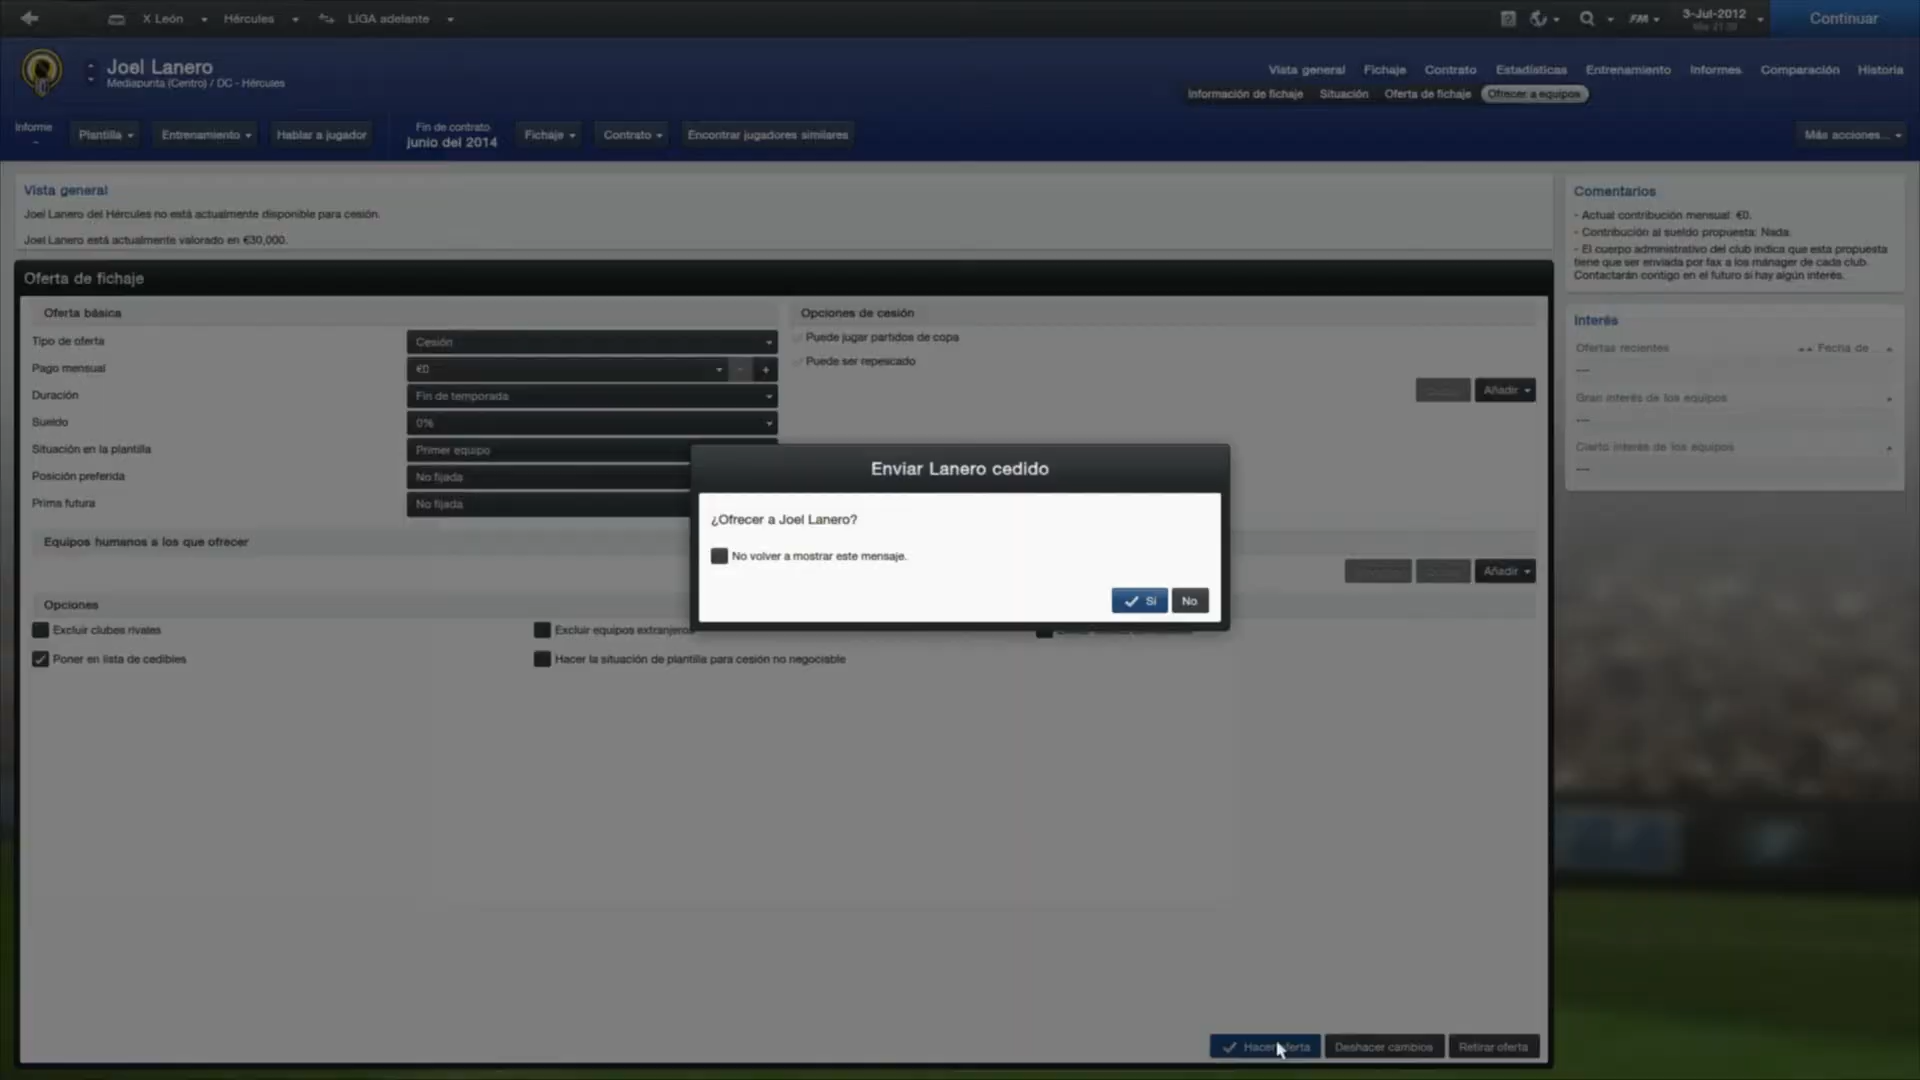 X León
Hércules
LIGA adelante
FM
3-Jul-2012
Continuar
Joel Lanero
Mediapunta (Centro) / DC - Hércules
Vista general
Fichaje
Contrato
Estadísticas
Entrenamiento
Informes
Comparación
Historia
Información de fichaje
Situación
Oferta de fichaje
Ofrecer a equipos
Informe
-
Plantilla
Entrenamiento
Hablar a jugador
Fin de contrato
junio del 2014
Fichaje
Contrato
Encontrar jugadores similares
Más acciones...
Vista general
Joel Lanero del Hércules no está actualmente disponible para cesión.
Joel Lanero está actualmente valorado en €30,000.
Comentarios
- Actual contribución mensual: €0.
- Contribución al sueldo propuesta: Nada.
- El cuerpo administrativo del club indica que esta propuesta
tiene que ser enviada por fax a los mánager de cada club.
Contactarán contigo en el futuro si hay algún interés.
Oferta de fichaje
Oferta básica
Tipo de oferta
Cesión
Pago mensual
€0
- +
Duración
Fin de temporada
Sueldo
0%
Situación en la plantilla
Primer equipo
Posición preferida
No fijada
Prima futura
No fijada
Opciones de cesión
Puede jugar partidos de copa
Puede ser repescado
Añadir
Interés
Ofertas recientes
Fecha de ...
---
Gran interés de los equipos
---
Cierto interés de los equipos
---
Enviar Lanero cedido
¿Ofrecer a Joel Lanero?
No volver a mostrar este mensaje.
Sí
No
Equipos humanos a los que ofrecer
Añadir
Opciones
Excluir clubes rivales
Excluir equipos extranjeros
Poner en lista de cedibles
Hacer la situación de plantilla para cesión no negociable
Hacer oferta
Deshacer cambios
Retirar oferta